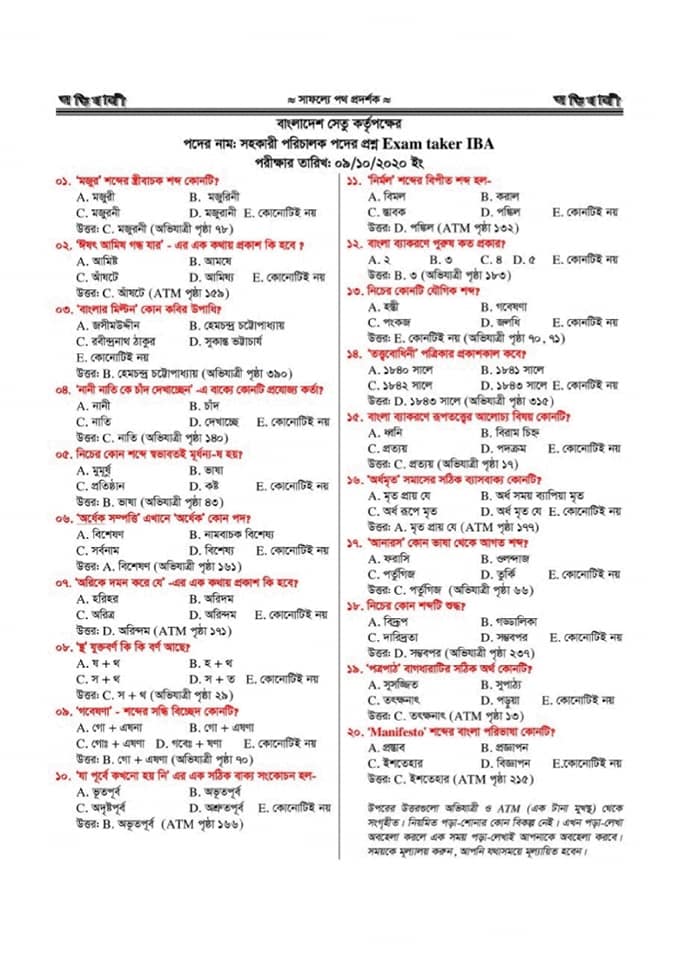 অভিযাত্রী ≈ সাফল্যে পথ প্রদর্শক ≈ অভিযাত্রী
বাংলাদেশ সেতু কর্তৃপক্ষের
পদের নাম: সহকারী পরিচালক পদের প্রশ্ন Exam taker IBA
পরীক্ষার তারিখ: ০৯/১০/২০২০ ইং
০১. ‘মজুর’ শব্দের স্ত্রীবাচক শব্দ কোনটি?
A. মজুরী B. মজুরিনী
C. মজুরনী D. মজুরানী E. কোনোটিই নয়
উত্তর: C. মজুরনী (অভিযাত্রী পৃষ্ঠা ৭৮)
০২. ‘ঈষৎ আমিষ গন্ধ যার’ - এর এক কথায় প্রকাশ কি হবে ?
A. আমিষ্ট B. আমষে
C. আঁষটে D. আমিষ্য E. কোনোটিই নয়
উত্তর: C. আঁষটে (ATM পৃষ্ঠা ১৫৯)
০৩. ‘বাংলার মিল্টন’ কোন কবির উপাধি?
A. জসীমউদ্দীন B. হেমচন্দ্র চট্টোপাধ্যায়
C. রবীন্দ্রনাথ ঠাকুর D. সুকান্ত ভট্টাচার্য
E. কোনোটিই নয়
উত্তর: B. হেমচন্দ্র চট্টোপাধ্যায় (অভিযাত্রী পৃষ্ঠা ৩৯০)
০৪. ‘নানী নাতি কে চাঁদ দেখাচ্ছেন’ -এ বাক্যে কোনটি প্রযোজ্য কর্তা?
A. নানী B. চাঁদ
C. নাতি D. দেখাচ্ছে E. কোনোটিই নয়
উত্তর: C. নাতি (অভিযাত্রী পৃষ্ঠা ১৪০)
০৫. নিচের কোন শব্দে স্বভাবতই মূর্ধন্য-ষ হয়?
A. মুমূর্ষু B. ভাষা
C. প্রতিষ্ঠান D. কষ্ট E. কোনোটিই নয়
উত্তর: B. ভাষা (অভিযাত্রী পৃষ্ঠা ৪৩)
০৬. ‘অর্ধেক সম্পত্তি’ এখানে ‘অর্ধেক’ কোন পদ?
A. বিশেষণ B. নামবাচক বিশেষ্য
C. সর্বনাম D. বিশেষ্য E. কোনোটিই নয়
উত্তর: A. বিশেষণ (অভিযাত্রী পৃষ্ঠা ১৬১)
০৭. ‘অরিকে দমন করে যে’ -এর এক কথায় প্রকাশ কি হবে?
A. হরিহর B. অরিদম
C. অরিত্র D. অরিন্দম E. কোনোটিই নয়
উত্তর: D. অরিন্দম (ATM পৃষ্ঠা ১৭১)
০৮. ‘স্থ’ যুক্তবর্ণ কি কি বর্ণ আছে?
A. ষ + থ B. হ + থ
C. স + থ D. স + ত E. কোনোটিই নয়
উত্তর: C. স + থ (অভিযাত্রী পৃষ্ঠা ২৯)
০৯. ‘গবেষণা’ - শব্দের সন্ধি বিচ্ছেদ কোনটি?
A. গো + এষনা B. গো + এষণা
C. গোঃ + এষণা D. গবেঃ + ষণা E. কোনোটিই নয়
উত্তর: B. গো + এষণা (অভিযাত্রী পৃষ্ঠা ৭০)
১০. ‘যা পূর্বে কখনো হয় নি’ এর এক সঠিক বাক্য সংকোচন হল-
A. ভূতপূর্ব B. অভূতপূর্ব
C. অদৃষ্টপূর্ব D. অশ্রুতপূর্ব E. কোনোটিই নয়
উত্তর: B. অভূতপূর্ব (ATM পৃষ্ঠা ১৬৬)
১১. ‘নির্মল’ শব্দের বিপীত শব্দ হল-
A. বিমল B. করাল
C. দ্ভাবক D. পঙ্কিল E. কোনোটিই নয়
উত্তর: D. পঙ্কিল (ATM পৃষ্ঠা ১৩২)
১২. বাংলা ব্যাকরণে পুরুষ কত প্রকার?
A. ২ B. ৩ C. ৪ D. ৫ E. কোনোটিই নয়
উত্তর: B. ৩ (অভিযাত্রী পৃষ্ঠা ১৮৩)
১৩. নিচের কোনটি যৌগিক শব্দ?
A. হস্তী B. গবেষণা
C. পংকজ D. জলধি E. কোনোটিই নয়
উত্তর: E. কোনটিই নয় (অভিযাত্রী পৃষ্ঠা ৭০, ৭১)
১৪. ‘তত্ত্ববোধিনী’ পত্রিকার প্রকাশকাল কবে?
A. ১৮৪০ সালে B. ১৮৪১ সালে
C. ১৮৪২ সালে D. ১৮৪৩ সালে E. কোনোটিই নয়
উত্তর: D. ১৮৪৩ সালে (অভিযাত্রী পৃষ্ঠা ৩১৫)
১৫. বাংলা ব্যাকরণে রূপতত্ত্বের আলোচ্য বিষয় কোনটি?
A. ধ্বনি B. বিরাম চিহ্ন
C. প্রত্যয় D. পদক্রম E. কোনোটিই নয়
উত্তর: C. প্রত্যয় (অভিযাত্রী পৃষ্ঠা ১৭)
১৬. ‘অর্ধমৃত’ সমাসের সঠিক ব্যাসবাক্য কোনটি?
A. মৃত প্রায় যে B. অর্ধ সময় ব্যাপিয়া মৃত
C. অর্ধ রূপে মৃত D. অর্ধ মৃত যে E. কোনোটিই নয়
উত্তর: A. মৃত প্রায় যে (ATM পৃষ্ঠা ১৭৭)
১৭. ‘আনারস’ কোন ভাষা থেকে আগত শব্দ?
A. ফরাসি B. ওলন্দাজ
C. পর্তুগিজ D. তুর্কি E. কোনোটিই নয়
উত্তর: C. পর্তুগিজ (অভিযাত্রী পৃষ্ঠা ৬৬)
১৮. নিচের কোন শব্দটি শুদ্ধ?
A. বিদ্রূপ B. গড্ডালিকা
C. দারিদ্রতা D. সম্ভবপর E. কোনোটিই নয়
উত্তর: D. সম্ভবপর (অভিযাত্রী পৃষ্ঠা ২৩৭)
১৯. ‘পত্রপাঠ’ বাগধারাটির সঠিক অর্থ কোনটি?
A. সুসজ্জিত B. সুপাঠ্য
C. তৎক্ষনাৎ D. পড়ুয়া E. কোনোটিই নয়
উত্তর: C. তৎক্ষনাৎ (ATM পৃষ্ঠা ১৩)
২০. ‘Manifesto’ শব্দের বাংলা পরিভাষা কোনটি?
A. প্রস্তাব B. প্রজ্ঞাপন
C. ইশতেহার D. বিজ্ঞাপন E.কোনোটিই নয়
উত্তর: C. ইশতেহার (ATM পৃষ্ঠা ২১৫)
উপরের উত্তরগুলো অভিযাত্রী ও ATM (এক টানা মুখস্থ) থেকে
সংগৃহীত। নিয়মিত পড়া-শোনার কোন বিকল্প নেই। এখন পড়া-লেখা
অবহেলা করলে এক সময় পড়া-লেখাই আপনাকে অবহেলা করবে।
সময়কে মূল্যালয় করুন, আপনি যথাসময়ে মূল্যায়িত হবেন।